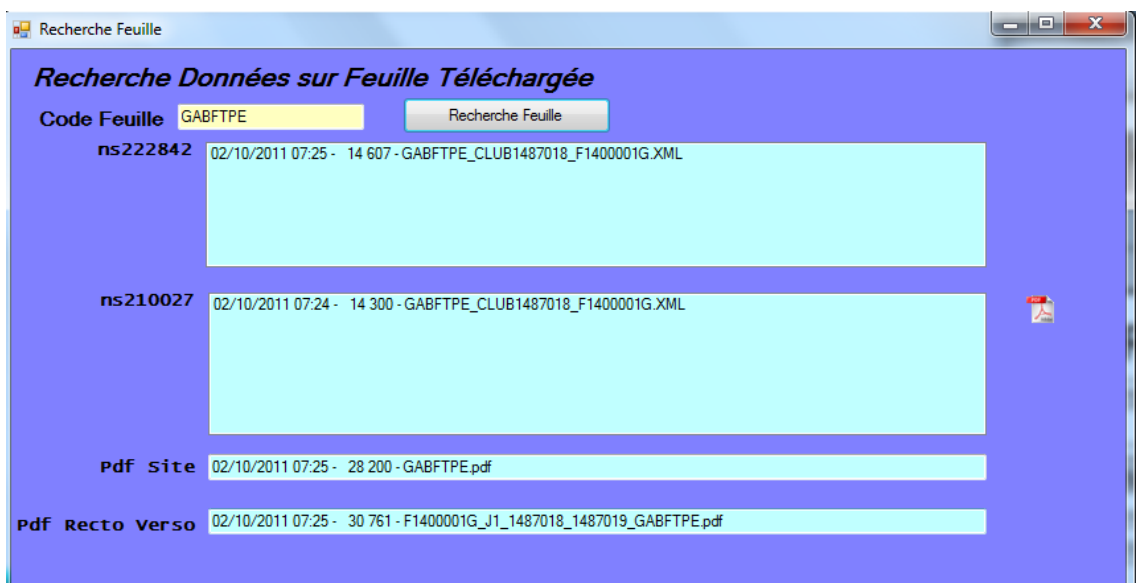 Recherche Feuille
Recherche Données sur Feuille Téléchargée
Code Feuille GABFTPE Recherche Feuille
ns222842 02/10/2011 07:25 - 14 607 - GABFTPE_CLUB1487018_F1400001G.XML
ns210027 02/10/2011 07:24 - 14 300 - GABFTPE_CLUB1487018_F1400001G.XML
PDF
Pdf Site 02/10/2011 07:25 - 28 200 - GABFTPE.pdf
Pdf Recto Verso 02/10/2011 07:25 - 30 761 - F1400001G_J1_1487018_1487019_GABFTPE.pdf